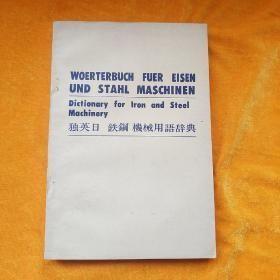 WOERTERBUCH FUER EISEN
UND STAHL MASCHINEN
Dictionary for Iron and Steel
Machinery
独英日 鉄鋼 機械用語辞典